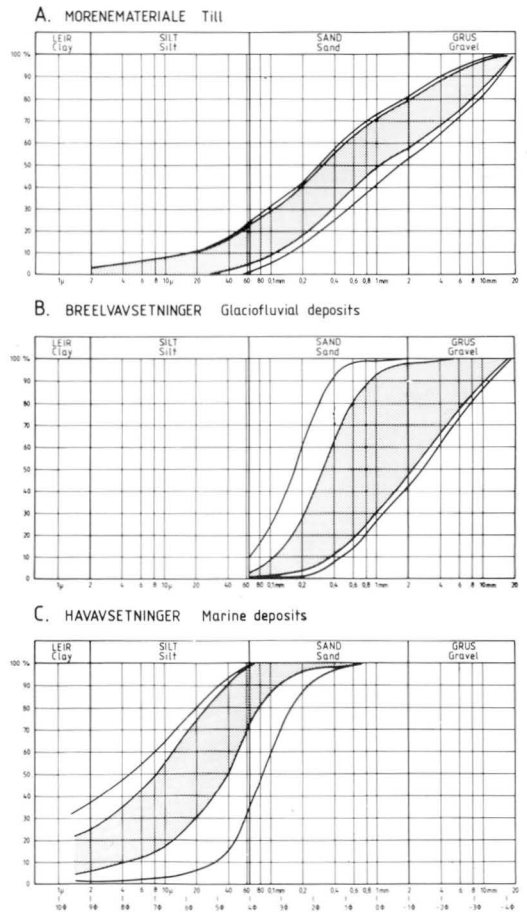 A. MORENEMATERIALE Till
LEIR SILT SAND GRUS
Clay Silt Sand Gravel
100 %
90
80
70
60
50
40
30
20
10
0
1μ 2 4 6 8 10μ 20 40 60 80 0,1mm 0,2 0,4 0,6 0,8 1mm 2 4 6 8 10mm 20
B. BREELVAVSETNINGER Glaciofluvial deposits
LEIR SILT SAND GRUS
Clay Silt Sand Gravel
100 %
90
80
70
60
50
40
30
20
10
0
1μ 2 4 6 8 10μ 20 40 60 80 0,1mm 0,2 0,4 0,6 0,8 1mm 2 4 6 8 10mm 20
C. HAVAVSETNINGER Marine deposits
LEIR SILT SAND GRUS
Clay Silt Sand Gravel
100 %
90
80
70
60
50
40
30
20
10
0
1μ 2 4 6 8 10μ 20 40 60 80 0,1mm 0,2 0,4 0,6 0,8 1mm 2 4 6 8 10mm 20